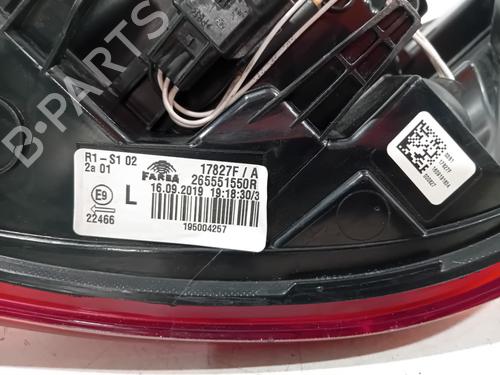 B-PARTS
R1-S1 02
2a 01
E9
22466
FARBA
L
17827F/A
265551550R
16.09.2019 19:18:30/3
195004257